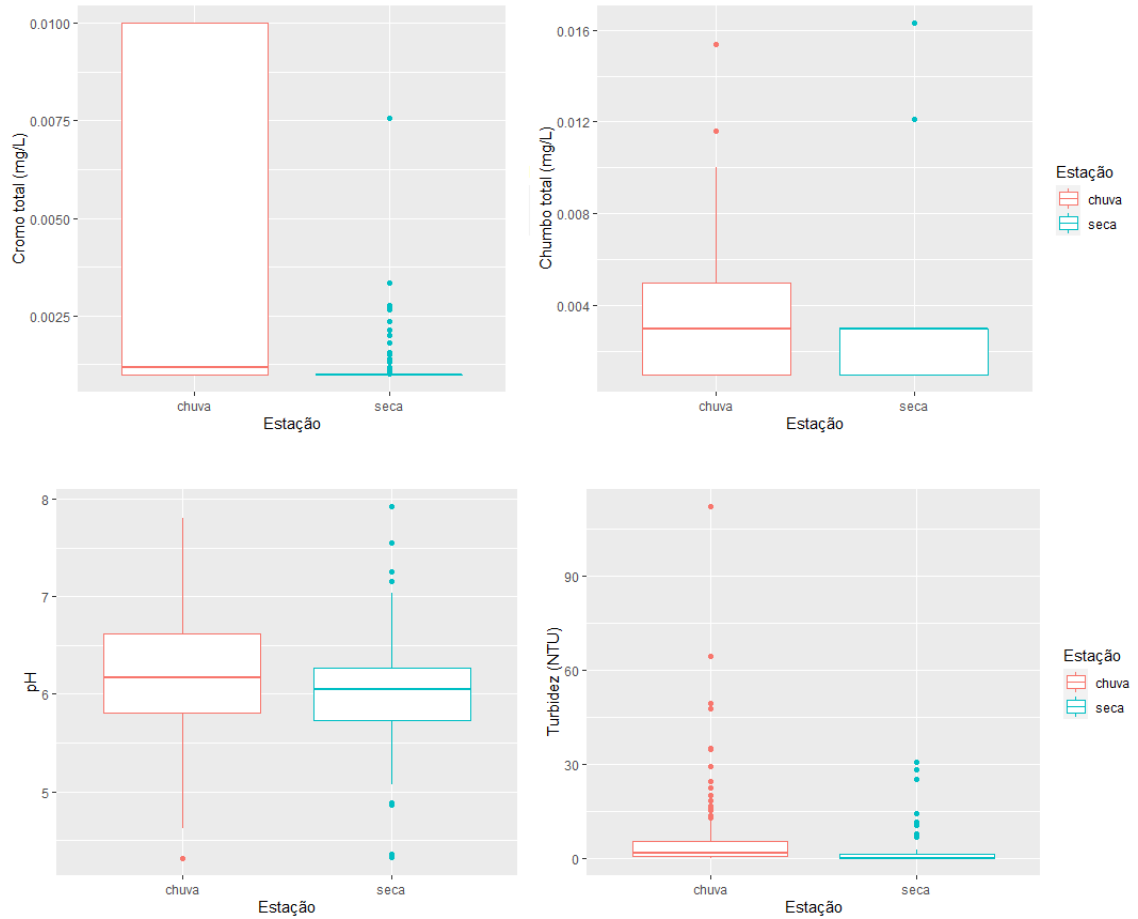 0.0100
0.0075
0.0050
0.0025
Cromo total (mg/L)
chuva
seca
Estação
0.016
0.012
0.008
0.004
Chumbo total (mg/L)
chuva
seca
Estação
Estação
chuva
seca
8
7
6
5
pH
chuva
seca
Estação
90
60
30
0
Turbidez (NTU)
chuva
seca
Estação
Estação
chuva
seca